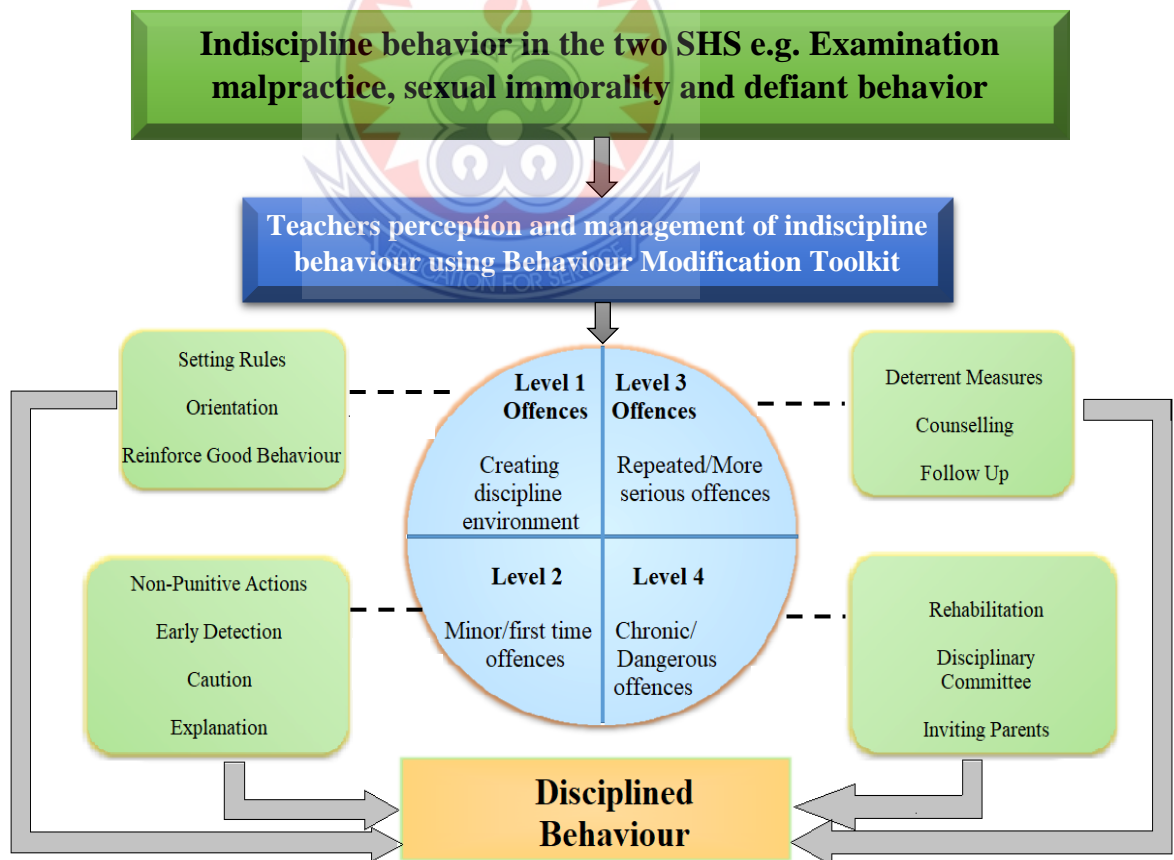 Indiscipline behavior in the two SHS e.g. Examination
malpractice, sexual immorality and defiant behavior
Teachers perception and management of indiscipline
behaviour using Behaviour Modification Toolkit
EDUCATION FOR SERVICE
Setting Rules
Orientation
Reinforce Good Behaviour
Level 1
Offences
Creating
discipline
environment
Level 3
Offences
Repeated/More
serious offences
Deterrent Measures
Counselling
Follow Up
Non-Punitive Actions
Early Detection
Caution
Explanation
Level 2
Minor/first time
offences
Level 4
Chronic/
Dangerous
offences
Rehabilitation
Disciplinary
Committee
Inviting Parents
Disciplined
Behaviour